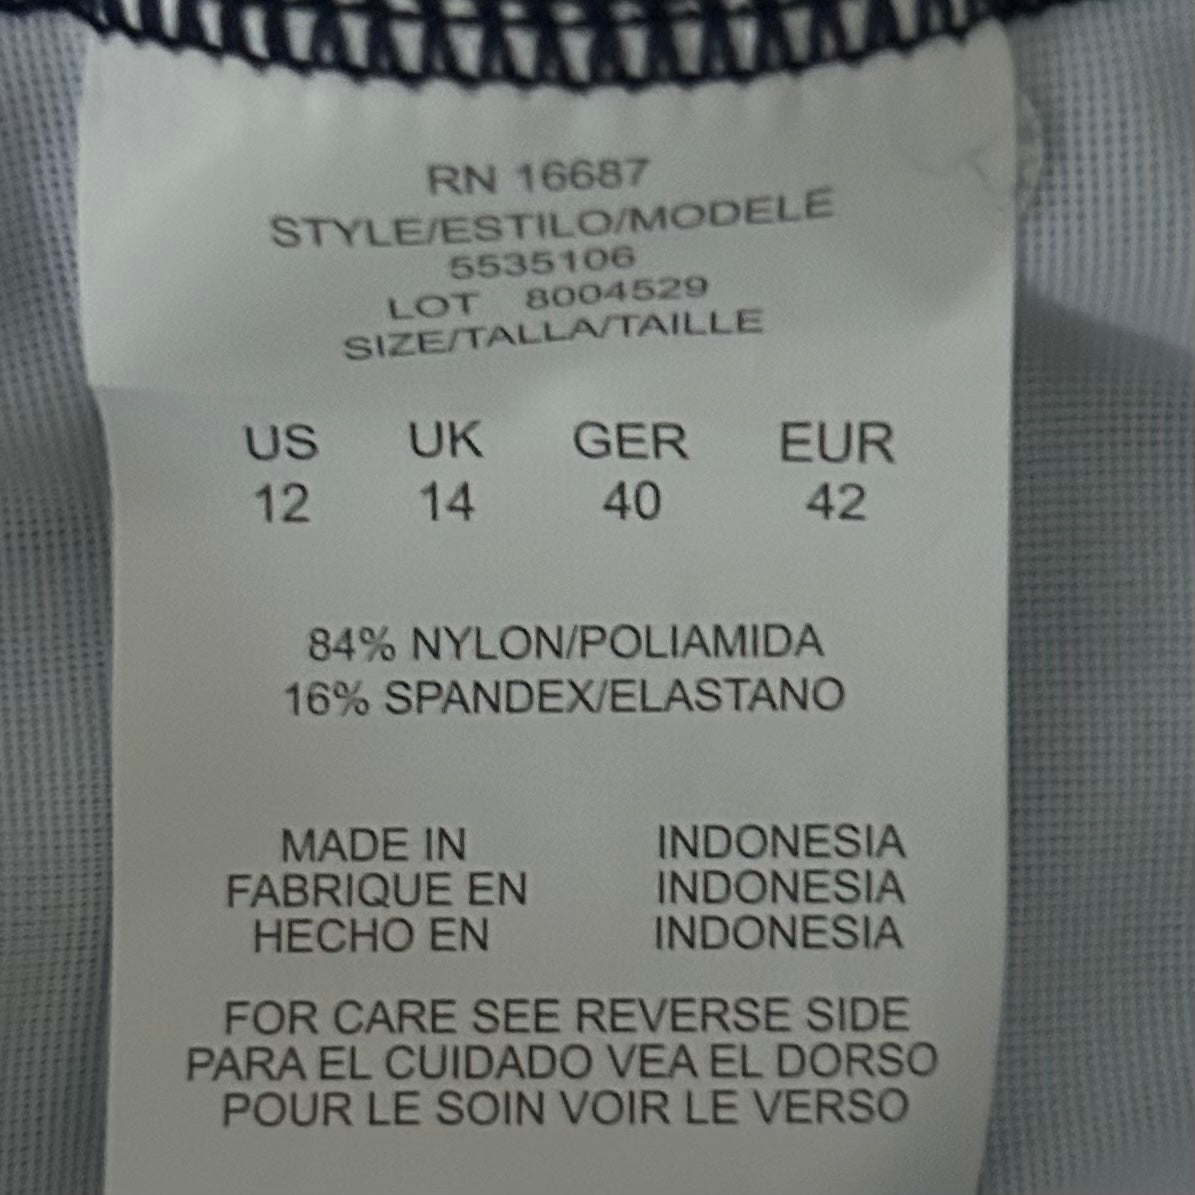 RN 16687
STYLE/ESTILO/MODELE
5535106
LOT 8004529
SIZE/TALLA/TAILLE
US UK GER EUR
12 14 40 42
84% NYLON/POLIAMIDA
16% SPANDEX/ELASTANO
MADE IN INDONESIA
FABRIQUE EN INDONESIA
HECHO EN INDONESIA
FOR CARE SEE REVERSE SIDE
PARA EL CUIDADO VEA EL DORSO
POUR LE SOIN VOIR LE VERSO